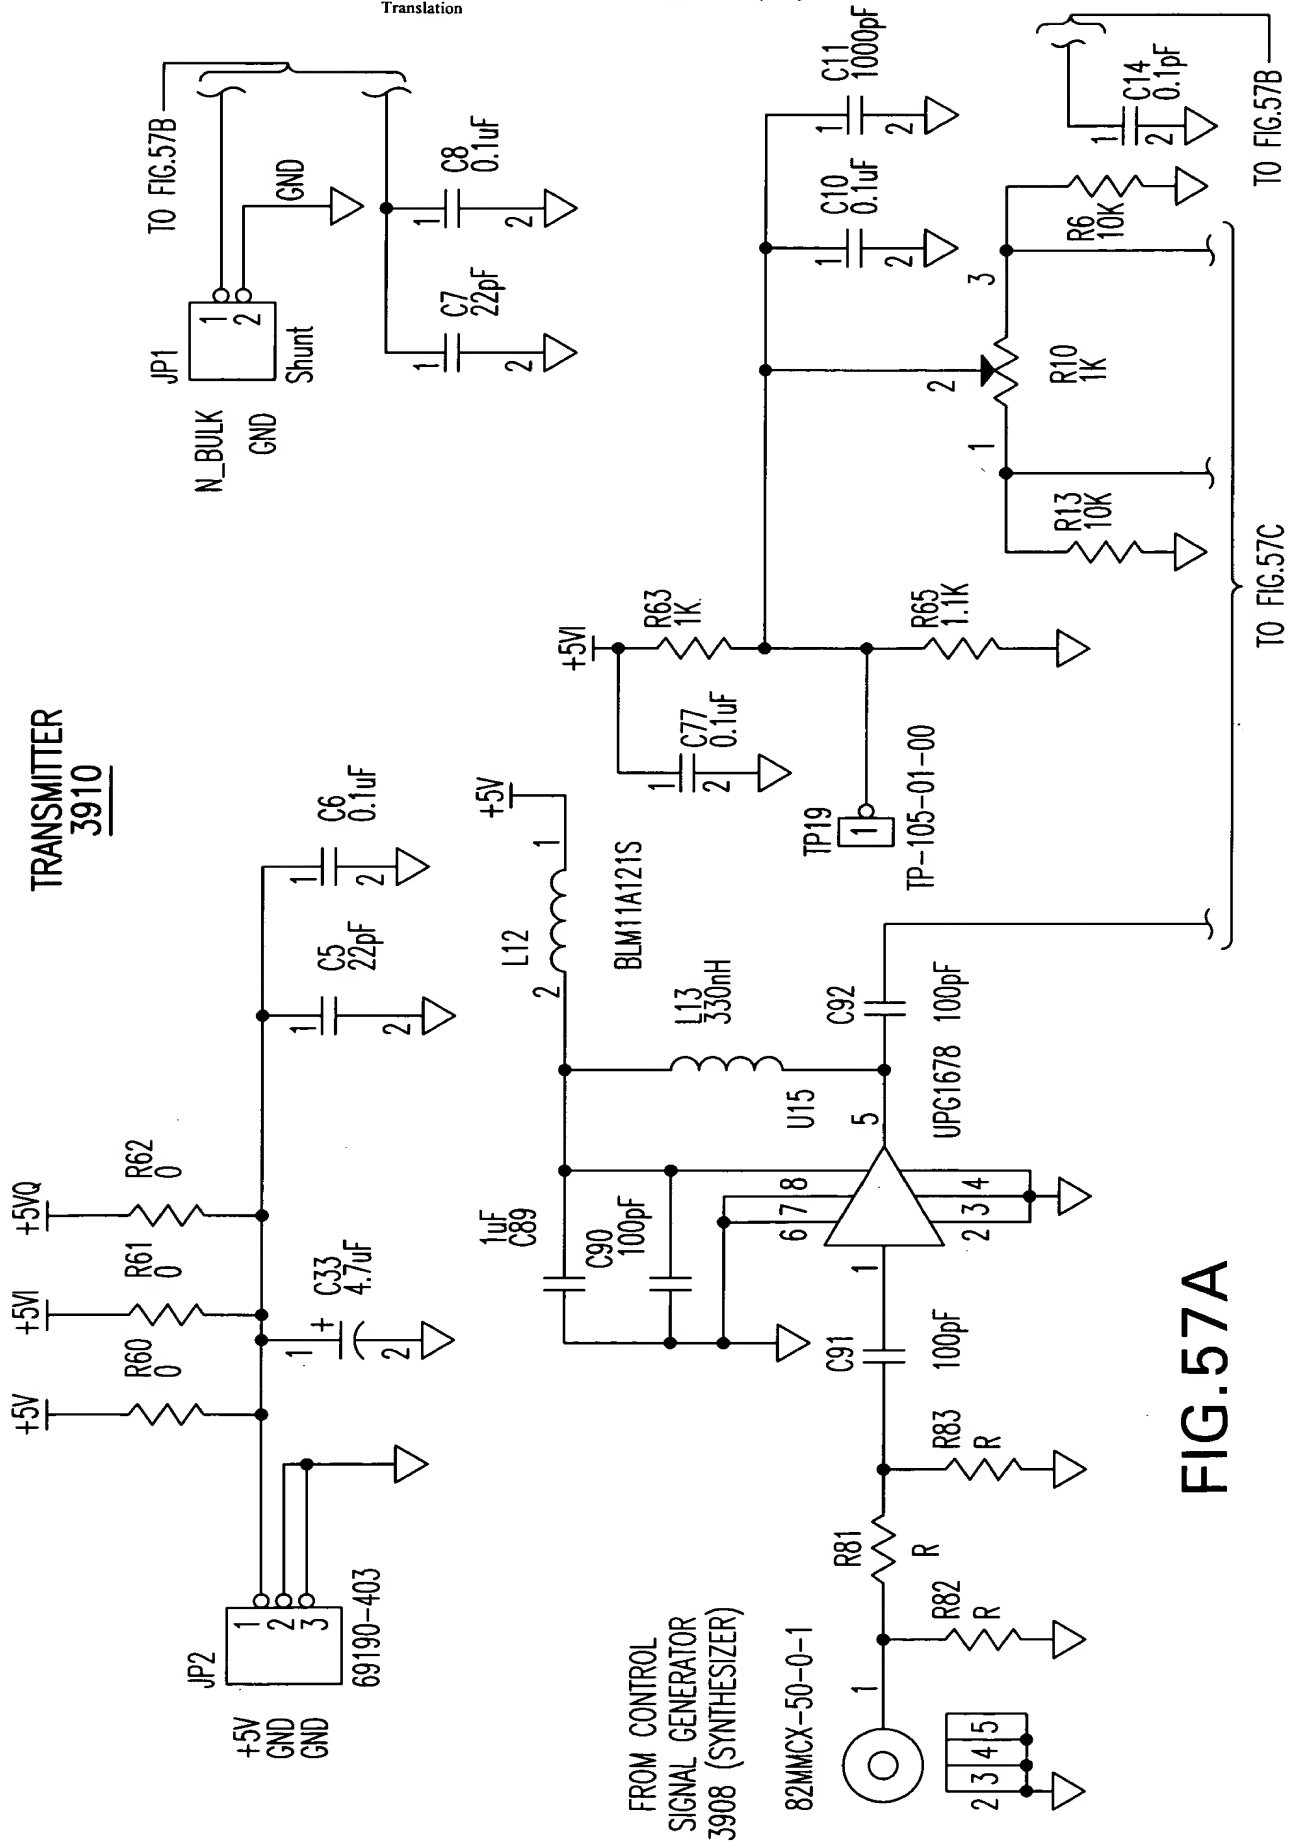 Translation
TRANSMITTER
3910
+5V
+5VI
+5VQ
R60
0
R61
0
R62
0
JP2
1
2
3
69190-403
+5V
GND
GND
C33
4.7uF
+
1
2
C5
22pF
1
2
C6
0.1uF
1
2
JP1
1
2
Shunt
N_BULK
GND
GND
TO FIG.57B
C7
22pF
1
2
C8
0.1uF
1
2
+5V
L12
1
2
BLM11A121S
L13
330nH
1uF
C89
C90
100pF
U15
UPG1678
6 7 8
2 3 4
1
5
C91
100pF
C92
100pF
R81
R
R82
R
R83
R
FROM CONTROL
SIGNAL GENERATOR
3908 (SYNTHESIZER)
82MMCX-50-0-1
1
2 3 4 5
+5VI
R63
1K
C77
0.1uF
1
2
TP19
1
TP-105-01-00
R65
1.1K
C10
0.1uF
1
2
C11
1000pF
1
2
R10
1K
1
2
3
R13
10K
R6
10K
C14
0.1pF
1
2
TO FIG.57B
TO FIG.57C
FIG.57A